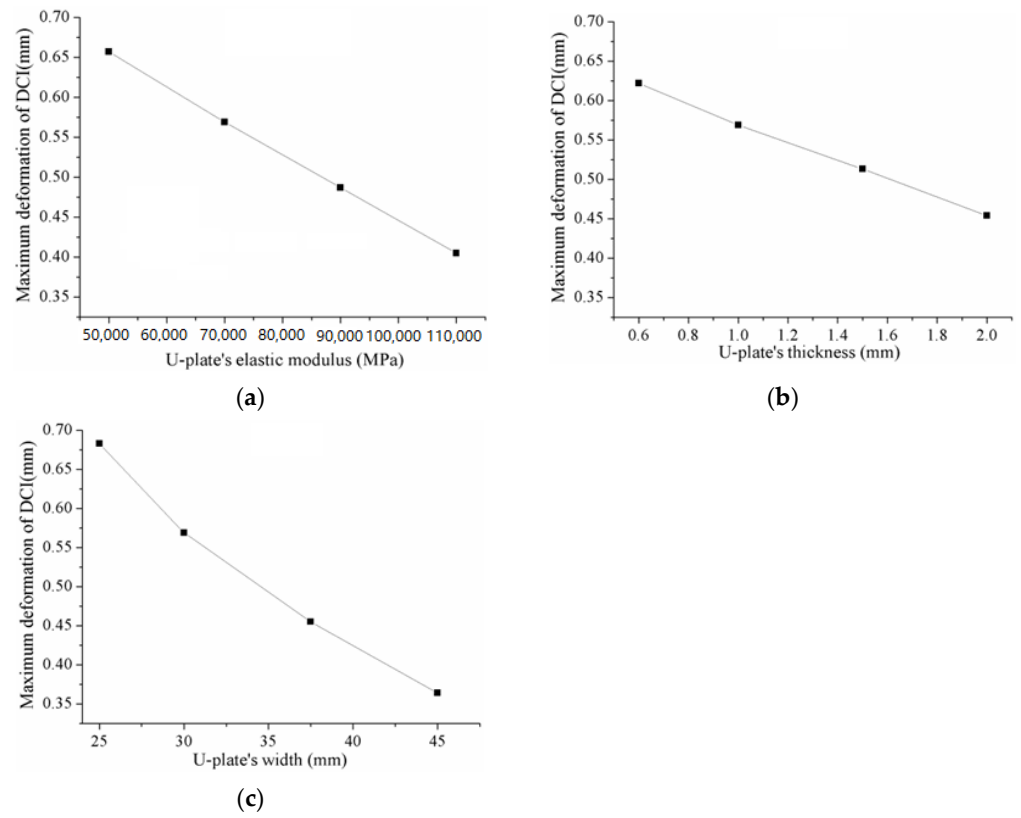 0.70
0.65
0.60
0.55
0.50
0.45
0.40
0.35
Maximum deformation of DCI(mm)
50,000 60,000 70,000 80,000 90,000 100,000 110,000
U-plate's elastic modulus (MPa)
(a)
0.70
0.65
0.60
0.55
0.50
0.45
0.40
0.35
Maximum deformation of DCI(mm)
0.6 0.8 1.0 1.2 1.4 1.6 1.8 2.0
U-plate's thickness (mm)
(b)
0.70
0.65
0.60
0.55
0.50
0.45
0.40
0.35
Maximum deformation of DCI(mm)
25 30 35 40 45
U-plate's width (mm)
(c)